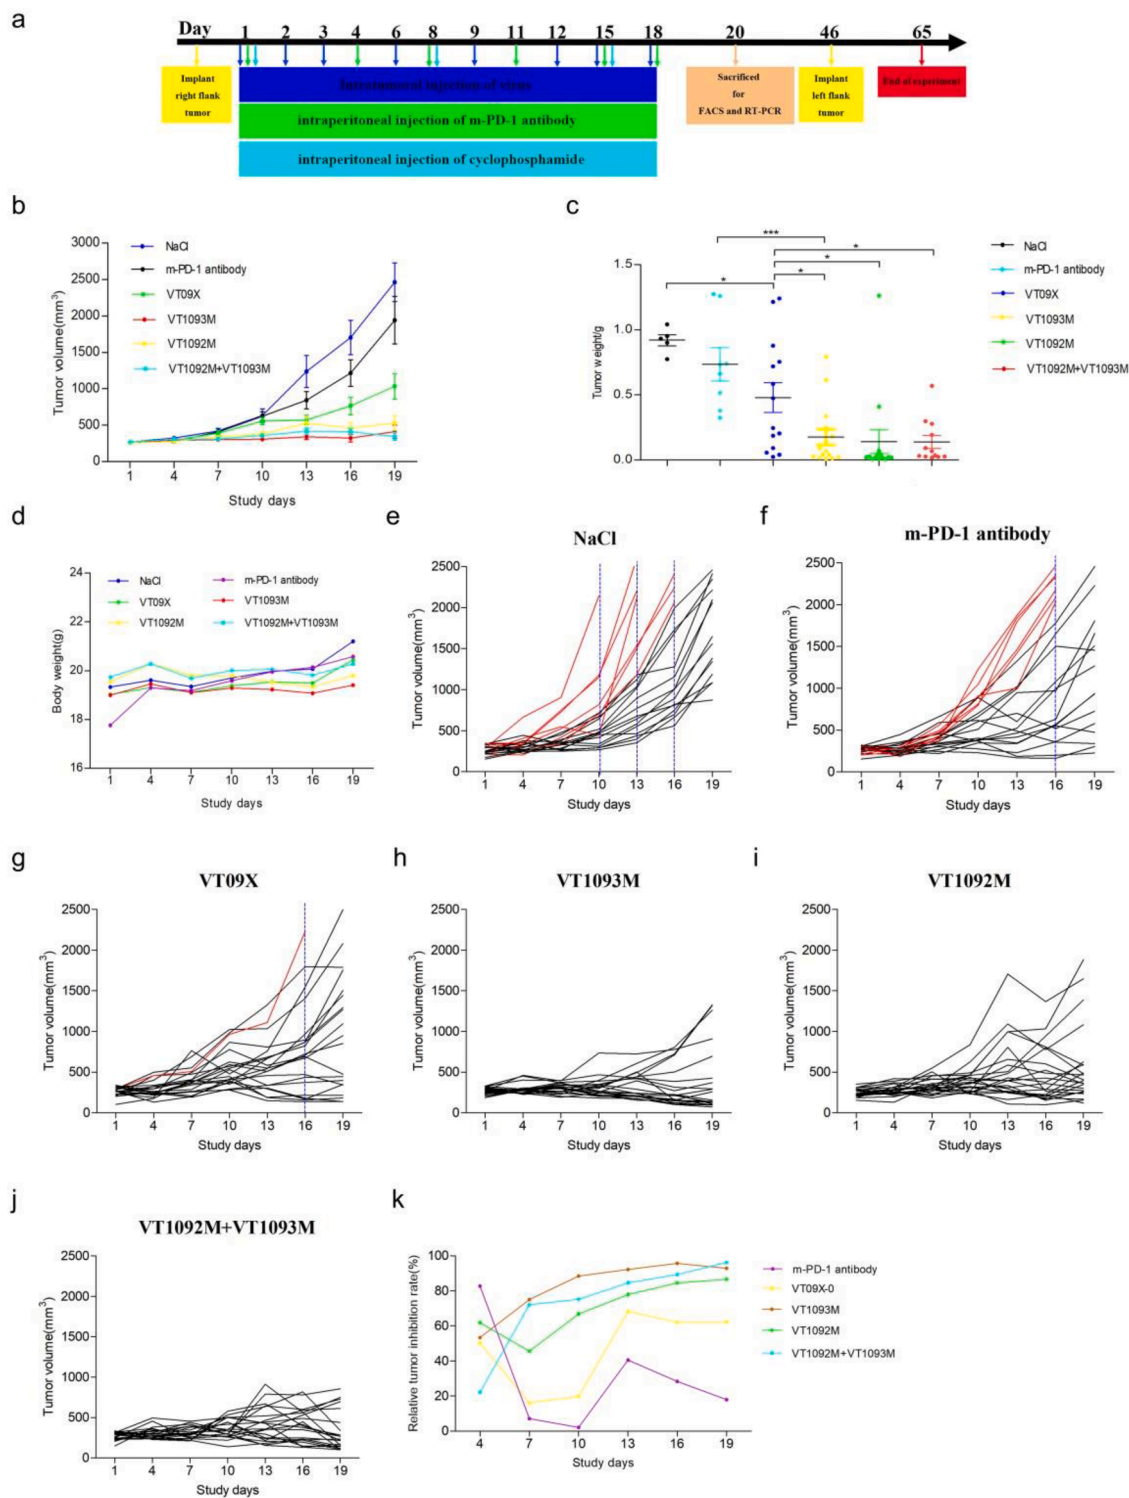 a
Day 1 2 3 4 6 8 9 11 12 15 18 20 46 65
Implant
right flank
tumor
Intratumoral injection of virus
intraperitoneal injection of m-PD-1 antibody
intraperitoneal injection of cyclophosphamide
Sacrificed
for
FACS and RT-PCR
Implant
left flank
tumor
End of experiment
b
Tumor volume(mm³)
3000
2500
2000
1500
1000
500
0
1 4 7 10 13 16 19
Study days
NaCl
m-PD-1 antibody
VT09X
VT1093M
VT1092M
VT1092M+VT1093M
c
Tumor weight/g
1.5
1.0
0.5
0.0
***
*
*
*
*
NaCl
m-PD-1 antibody
VT09X
VT1093M
VT1092M
VT1092M+VT1093M
d
Body weight(g)
24
22
20
18
16
1 4 7 10 13 16 19
Study days
NaCl
m-PD-1 antibody
VT09X
VT1093M
VT1092M
VT1092M+VT1093M
e
NaCl
Tumor volume(mm³)
2500
2000
1500
1000
500
0
1 4 7 10 13 16 19
Study days
f
m-PD-1 antibody
Tumor volume(mm³)
2500
2000
1500
1000
500
0
1 4 7 10 13 16 19
Study days
g
VT09X
Tumor volume(mm³)
2500
2000
1500
1000
500
0
1 4 7 10 13 16 19
Study days
h
VT1093M
Tumor volume(mm³)
2500
2000
1500
1000
500
0
1 4 7 10 13 16 19
Study days
i
VT1092M
Tumor volume(mm³)
2500
2000
1500
1000
500
0
1 4 7 10 13 16 19
Study days
j
VT1092M+VT1093M
Tumor volume(mm³)
2500
2000
1500
1000
500
0
1 4 7 10 13 16 19
Study days
k
Relative tumor inhibition rate(%)
100
80
60
40
20
0
4 7 10 13 16 19
Study days
m-PD-1 antibody
VT09X-0
VT1093M
VT1092M
VT1092M+VT1093M